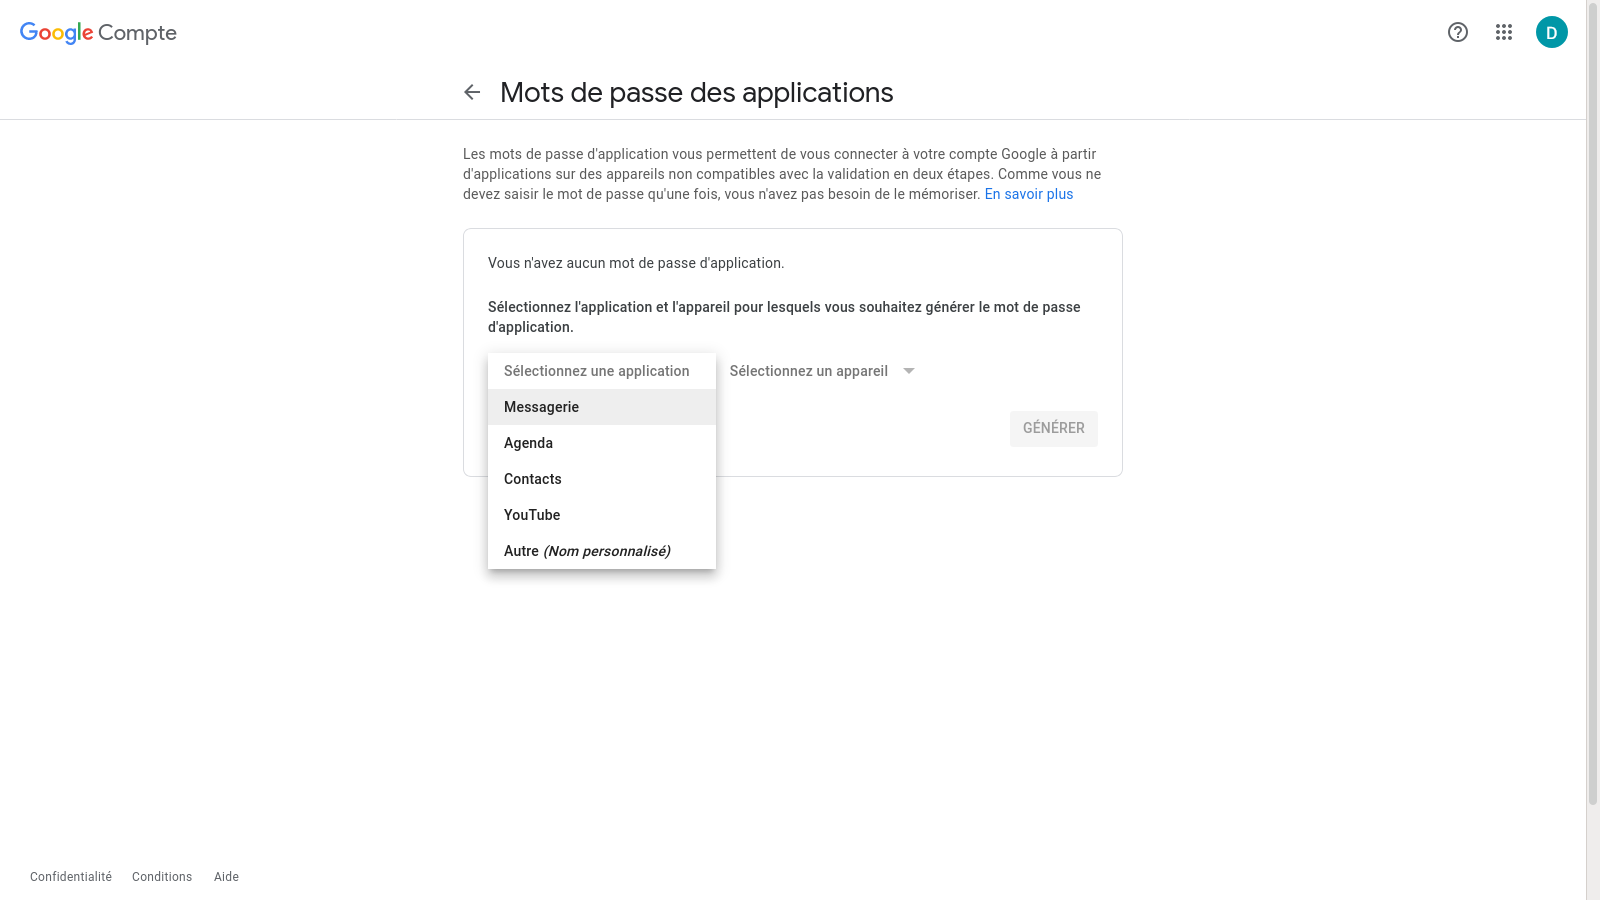 Google Compte
D
Mots de passe des applications
Les mots de passe d'application vous permettent de vous connecter à votre compte Google à partir
d'applications sur des appareils non compatibles avec la validation en deux étapes. Comme vous ne
devez saisir le mot de passe qu'une fois, vous n'avez pas besoin de le mémoriser. En savoir plus
Vous n'avez aucun mot de passe d'application.
Sélectionnez l'application et l'appareil pour lesquels vous souhaitez générer le mot de passe
d'application.
Sélectionnez une application
Sélectionnez un appareil
Messagerie
Agenda
Contacts
YouTube
Autre (Nom personnalisé)
GÉNÉRER
Confidentialité Conditions Aide